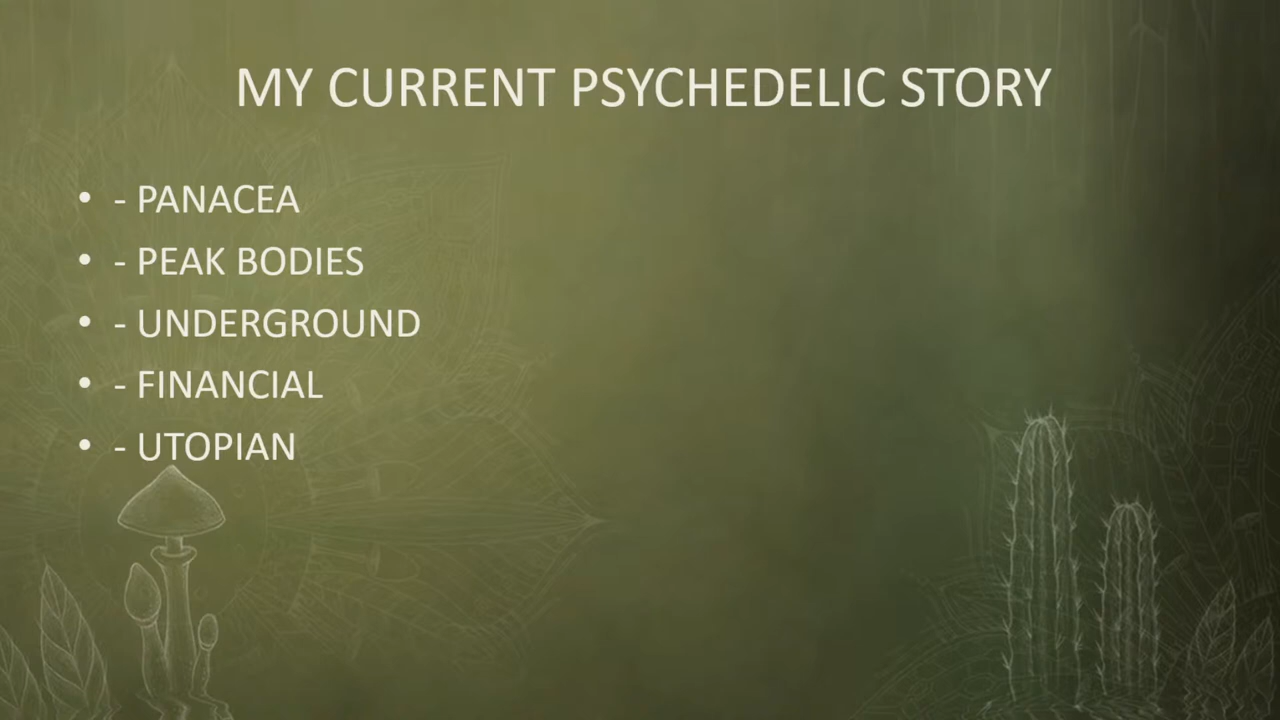 MY CURRENT PSYCHEDELIC STORY
• - PANACEA
• - PEAK BODIES
• - UNDERGROUND
• - FINANCIAL
• - UTOPIAN